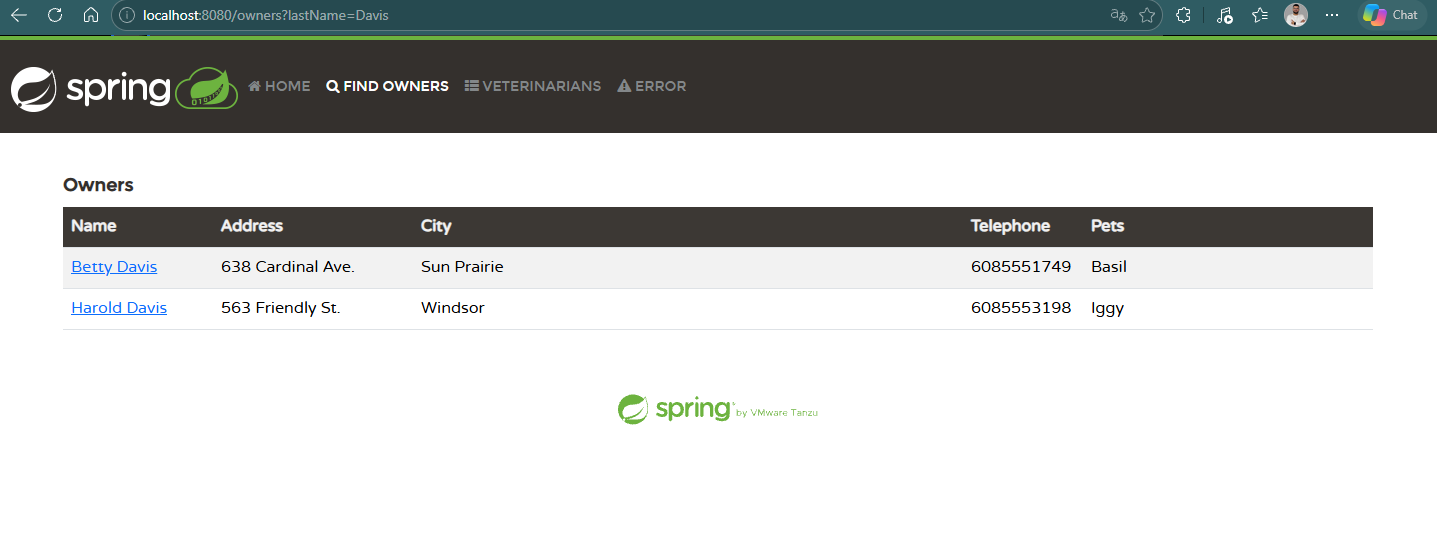 localhost:8080/owners?lastName=Davis
Chat
spring HOME FIND OWNERS VETERINARIANS ERROR
Owners
Name Address City Telephone Pets
Betty Davis 638 Cardinal Ave. Sun Prairie 6085551749 Basil
Harold Davis 563 Friendly St. Windsor 6085553198 Iggy
spring by VMware Tanzu